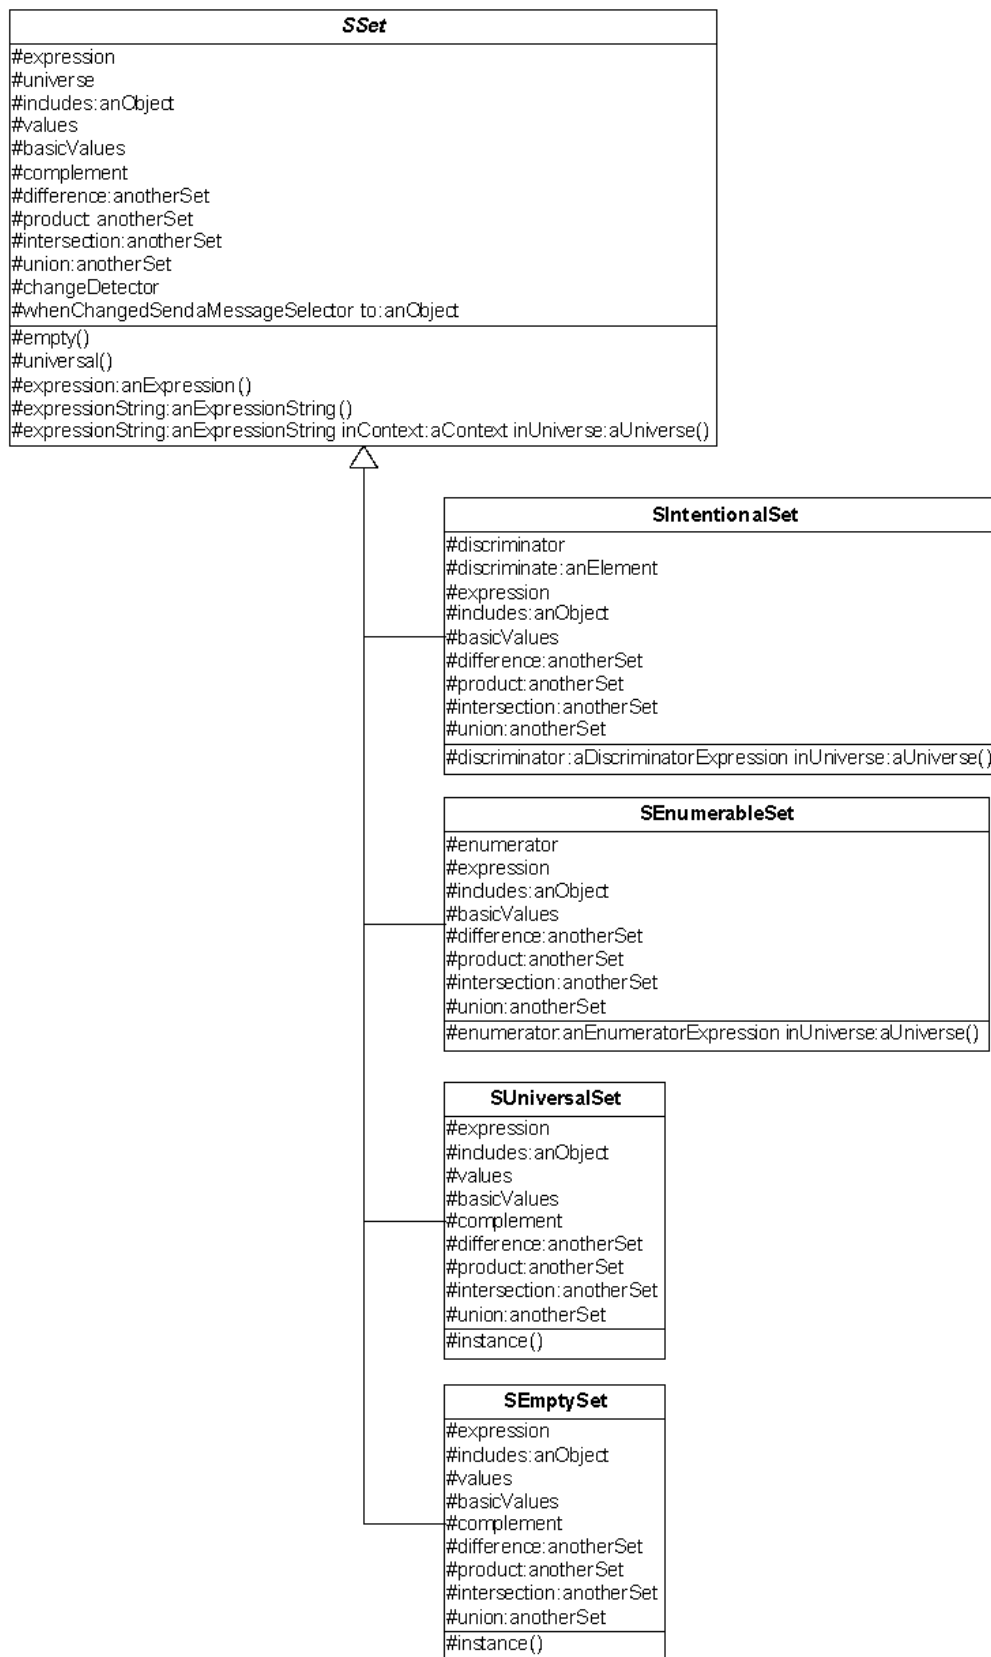 SSet
#expression
#universe
#includes:anObject
#values
#basicValues
#complement
#difference:anotherSet
#product: anotherSet
#intersection:anotherSet
#union:anotherSet
#changeDetector
#whenChangedSendaMessageSelector to:anObject
#empty()
#universal()
#expression:anExpression()
#expressionString:anExpressionString()
#expressionString:anExpressionString inContext:aContext inUniverse:aUniverse()
SIntentionalSet
#discriminator
#discriminate:anElement
#expression
#includes:anObject
#basicValues
#difference:anotherSet
#product:anotherSet
#intersection:anotherSet
#union:anotherSet
#discriminator:aDiscriminatorExpression inUniverse:aUniverse()
SEnumerableSet
#enumerator
#expression
#includes:anObject
#basicValues
#difference:anotherSet
#product:anotherSet
#intersection:anotherSet
#union:anotherSet
#enumerator:anEnumeratorExpression inUniverse:aUniverse()
SUniversalSet
#expression
#includes:anObject
#values
#basicValues
#complement
#difference:anotherSet
#product:anotherSet
#intersection:anotherSet
#union:anotherSet
#instance()
SEmptySet
#expression
#includes:anObject
#values
#basicValues
#complement
#difference:anotherSet
#product:anotherSet
#intersection:anotherSet
#union:anotherSet
#instance()